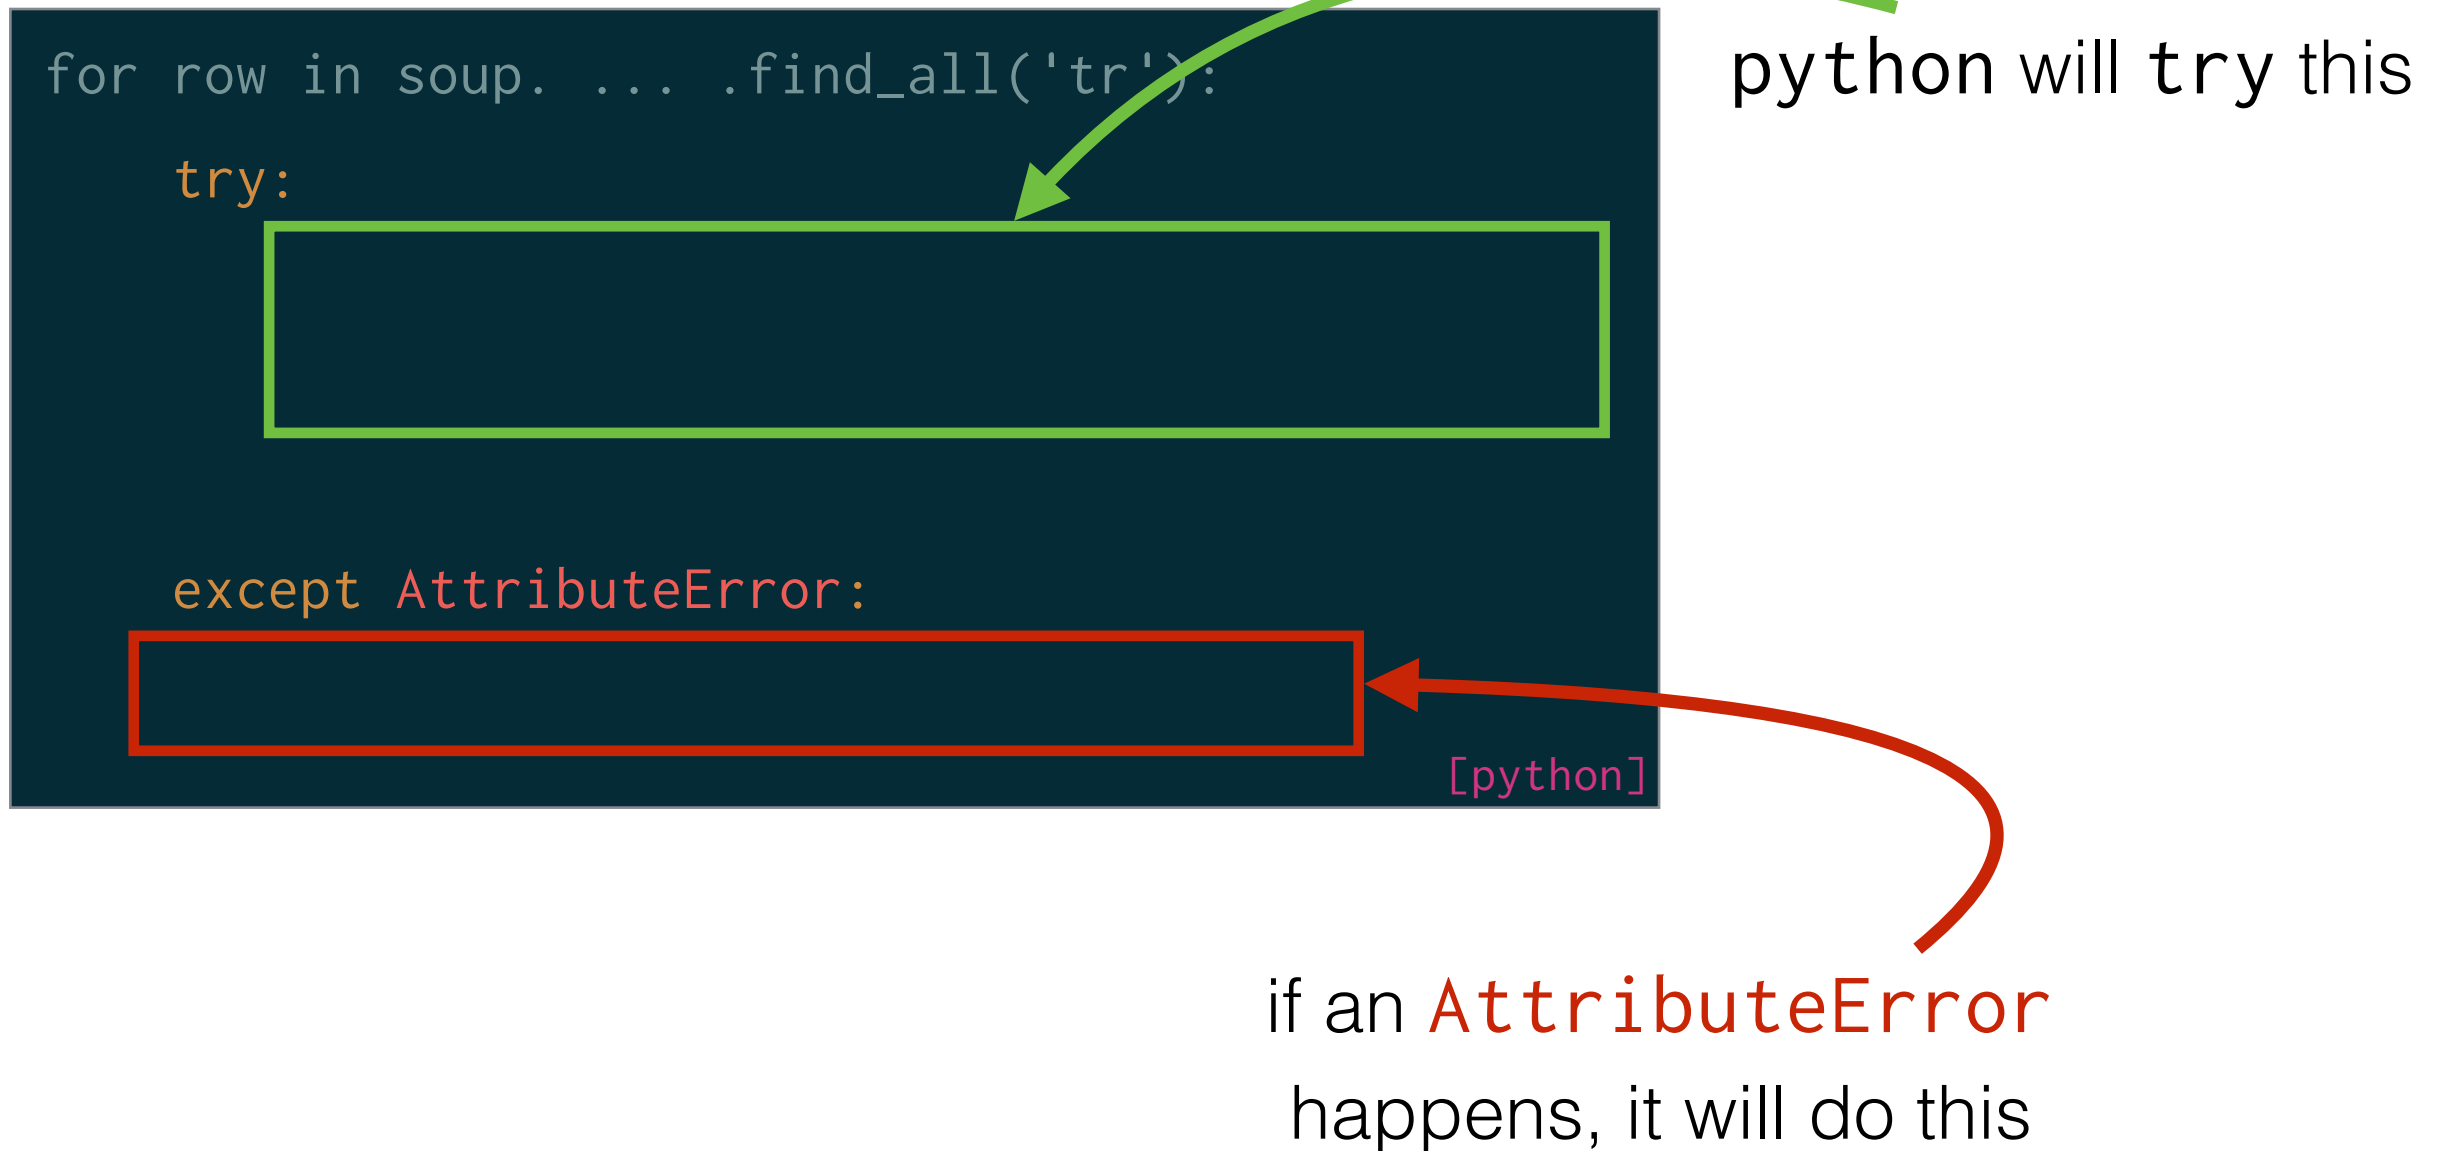 for row in soup. ... .find_all('tr'):
python will try this
try:
except AttributeError:
[python]
if an AttributeError
happens, it will do this